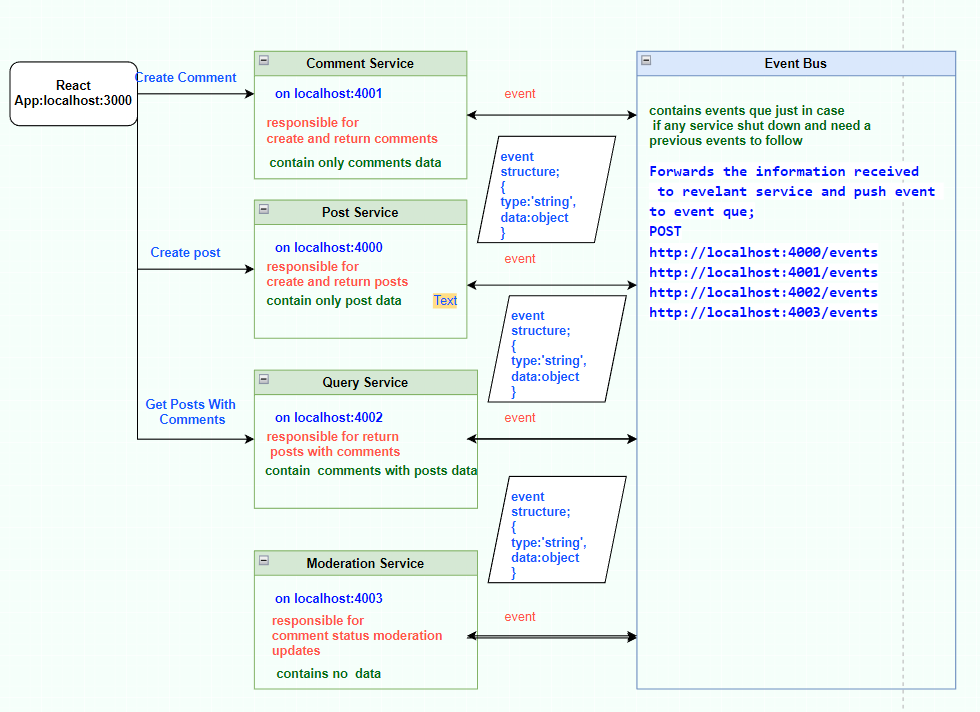 React
App:localhost:3000
Create Comment
Comment Service
on localhost:4001
responsible for
create and return comments
contain only comments data
event
event
structure;
{
type:'string',
data:object
}
Create post
Post Service
on localhost:4000
responsible for
create and return posts
contain only post data
Text
event
event
structure;
{
type:'string',
data:object
}
Get Posts With
Comments
Query Service
on localhost:4002
responsible for return
posts with comments
contain comments with posts data
event
event
structure;
{
type:'string',
data:object
}
Moderation Service
on localhost:4003
responsible for
comment status moderation
updates
contains no data
event
Event Bus
contains events que just in case
if any service shut down and need a
previous events to follow
Forwards the information received
to revelant service and push event
to event que;
POST
http://localhost:4000/events
http://localhost:4001/events
http://localhost:4002/events
http://localhost:4003/events